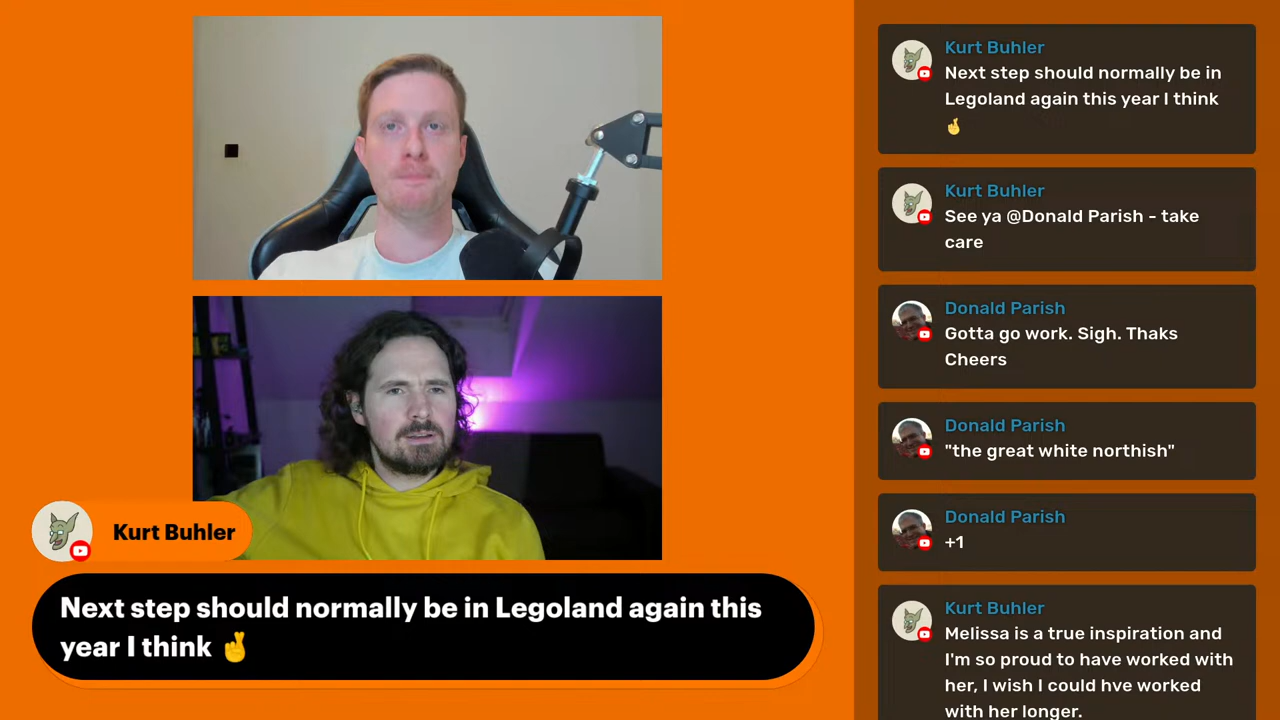 Kurt Buhler
Next step should normally be in Legoland again this
year I think 🤞
Kurt Buhler
Next step should normally be in
Legoland again this year I think
🤞
Kurt Buhler
See ya @Donald Parish - take
care
Donald Parish
Gotta go work. Sigh. Thaks
Cheers
Donald Parish
"the great white northish"
Donald Parish
+1
Kurt Buhler
Melissa is a true inspiration and
I'm so proud to have worked with
her, I wish I could hve worked
with her longer.